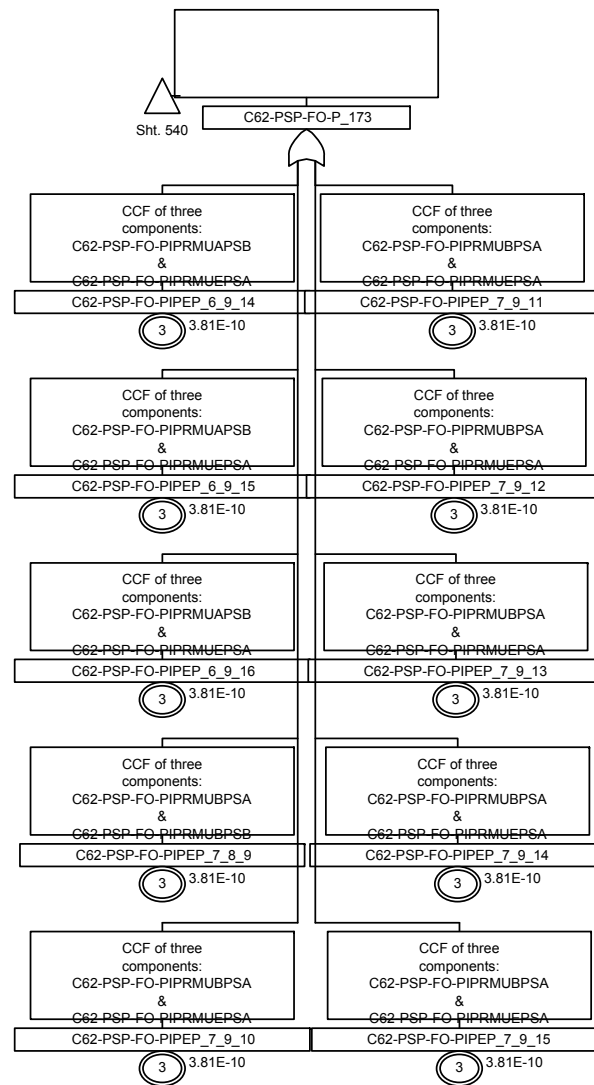 Sht. 540
C62-PSP-FO-P_173
CCF of three
components:
C62-PSP-FO-PIPRMUAPSB
&
C62-PSP-FO-PIPRMUEPSA
C62-PSP-FO-PIPEP_6_9_14
3
3.81E-10
CCF of three
components:
C62-PSP-FO-PIPRMUBPSA
&
C62-PSP-FO-PIPRMUEPSA
C62-PSP-FO-PIPEP_7_9_11
3
3.81E-10
CCF of three
components:
C62-PSP-FO-PIPRMUAPSB
&
C62-PSP-FO-PIPRMUEPSA
C62-PSP-FO-PIPEP_6_9_15
3
3.81E-10
CCF of three
components:
C62-PSP-FO-PIPRMUBPSA
&
C62-PSP-FO-PIPRMUEPSA
C62-PSP-FO-PIPEP_7_9_12
3
3.81E-10
CCF of three
components:
C62-PSP-FO-PIPRMUAPSB
&
C62-PSP-FO-PIPRMUEPSA
C62-PSP-FO-PIPEP_6_9_16
3
3.81E-10
CCF of three
components:
C62-PSP-FO-PIPRMUBPSA
&
C62-PSP-FO-PIPRMUEPSA
C62-PSP-FO-PIPEP_7_9_13
3
3.81E-10
CCF of three
components:
C62-PSP-FO-PIPRMUBPSA
&
C62-PSP-FO-PIPRMUBPSB
C62-PSP-FO-PIPEP_7_8_9
3
3.81E-10
CCF of three
components:
C62-PSP-FO-PIPRMUBPSA
&
C62-PSP-FO-PIPRMUEPSA
C62-PSP-FO-PIPEP_7_9_14
3
3.81E-10
CCF of three
components:
C62-PSP-FO-PIPRMUBPSA
&
C62-PSP-FO-PIPRMUEPSA
C62-PSP-FO-PIPEP_7_9_10
3
3.81E-10
CCF of three
components:
C62-PSP-FO-PIPRMUBPSA
&
C62-PSP-FO-PIPRMUEPSA
C62-PSP-FO-PIPEP_7_9_15
3
3.81E-10